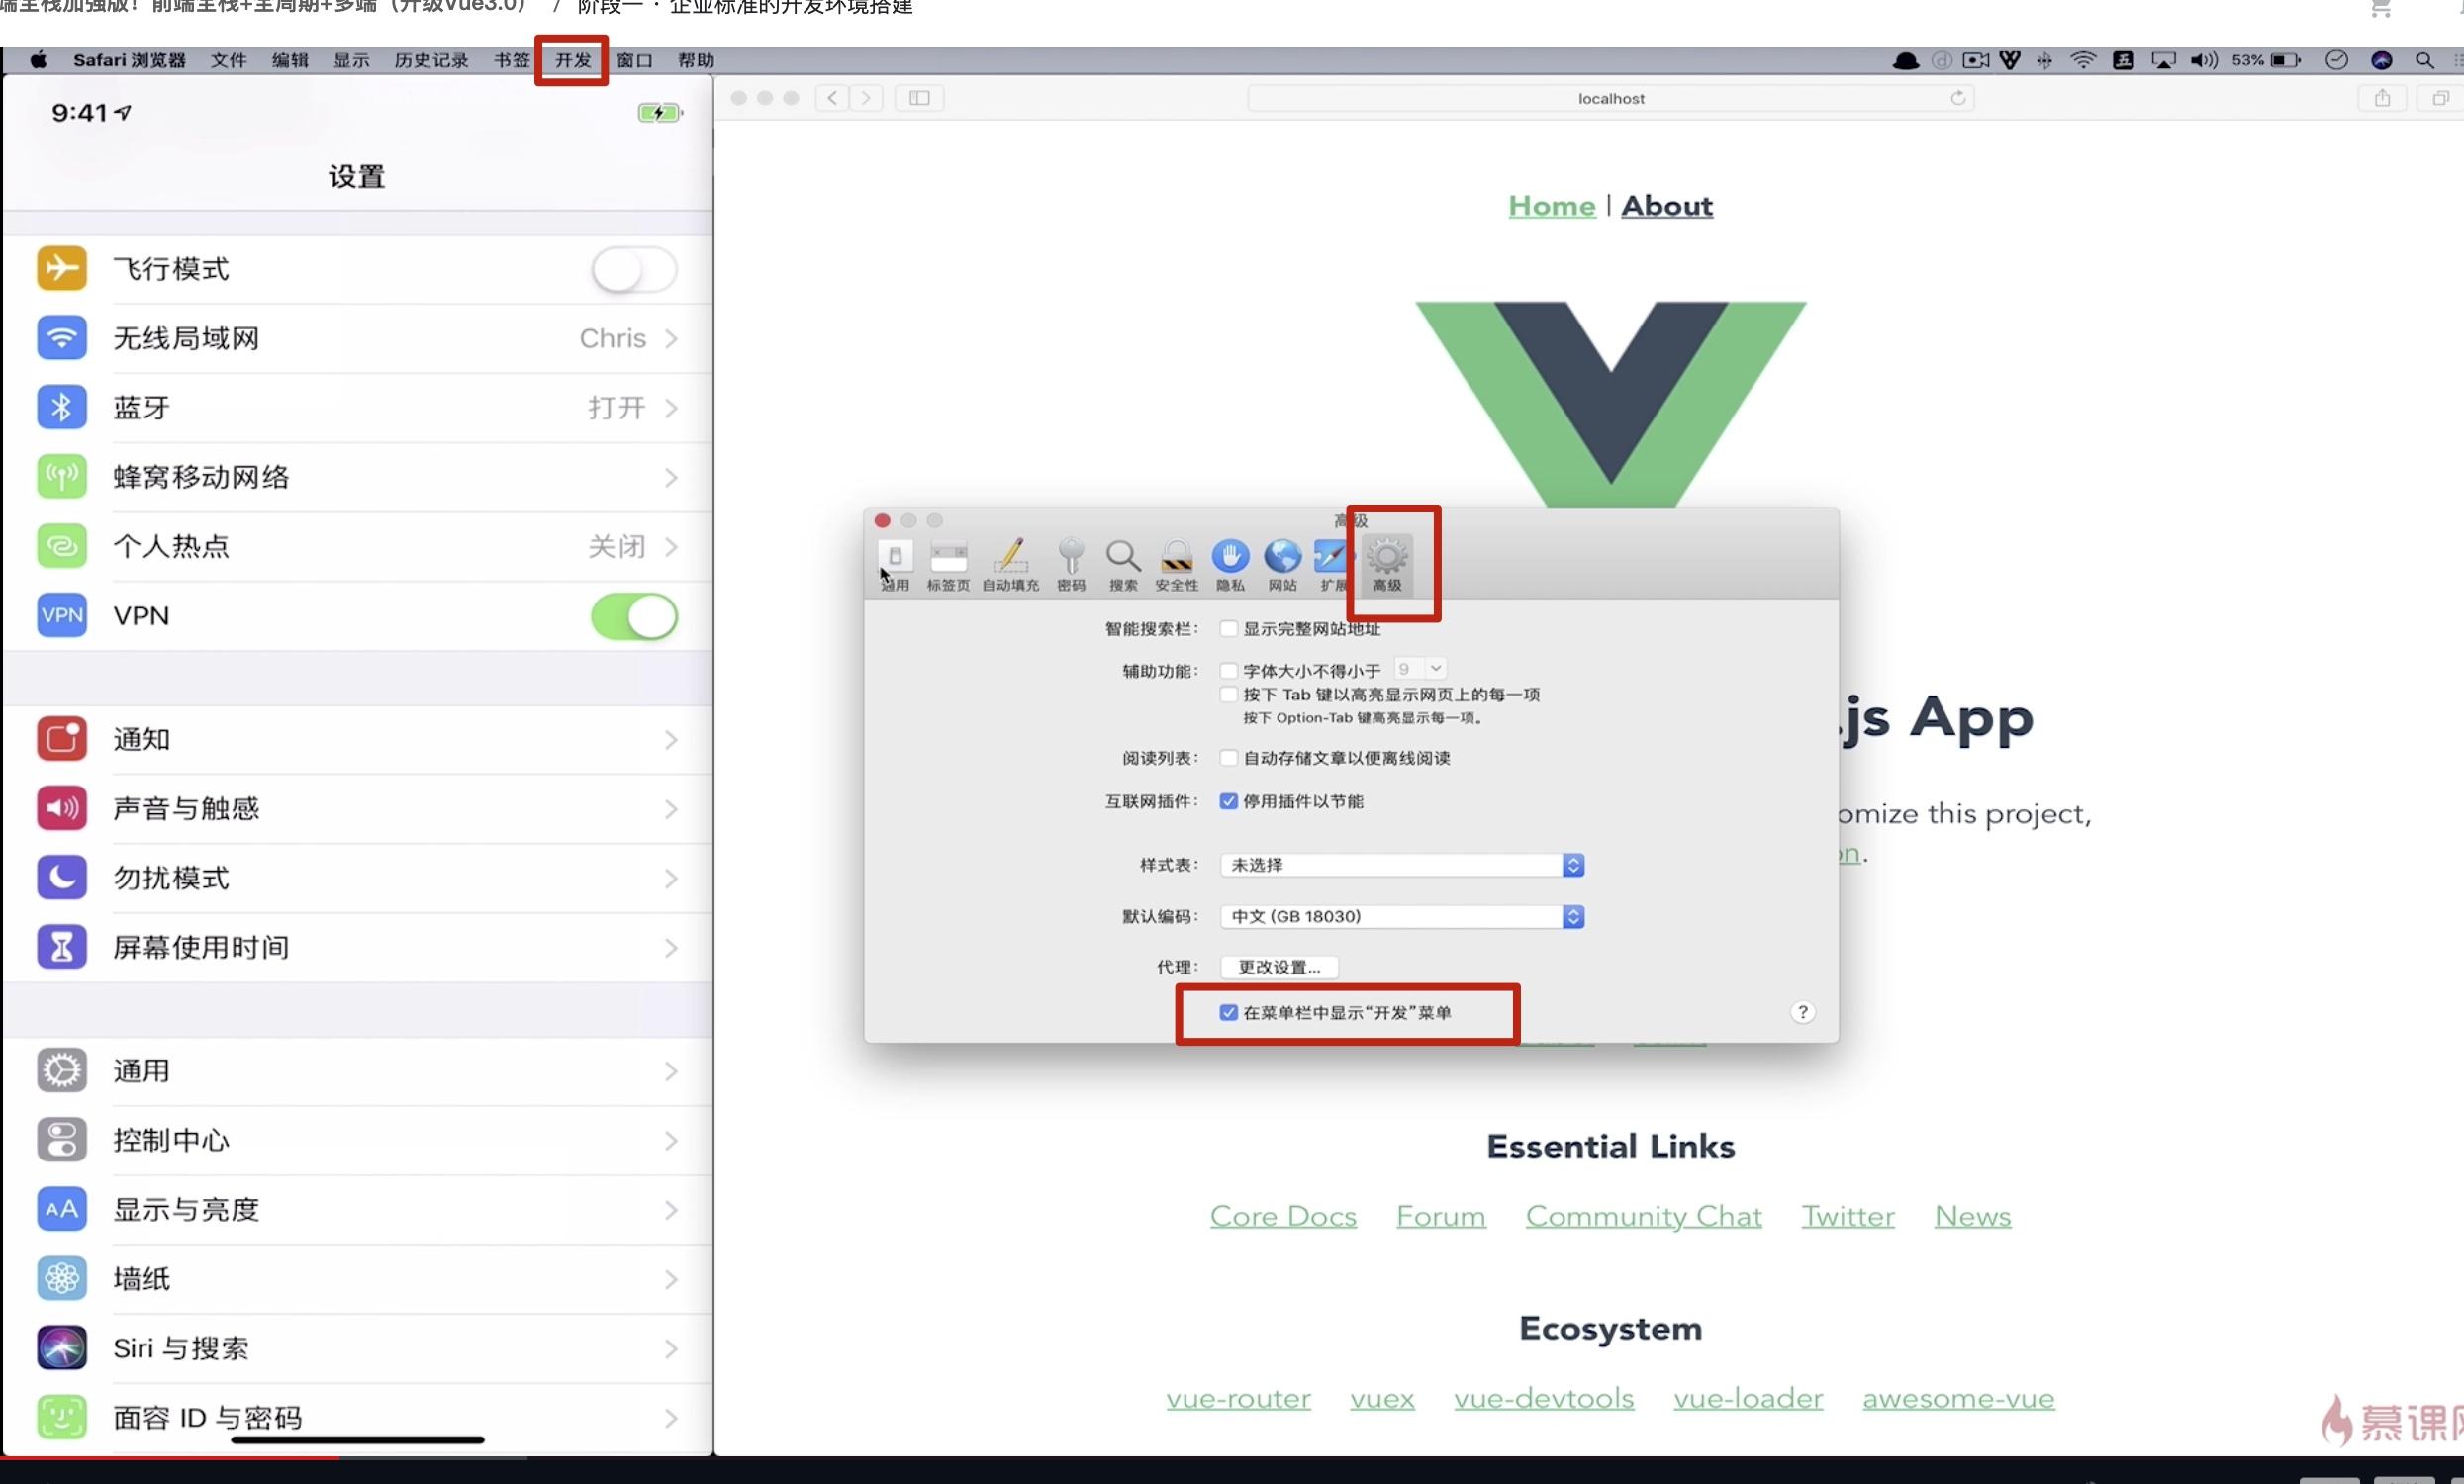 端全栈加强版！前端全栈+全周期+多端（升级Vue3.0） / 阶段一 · 企业标准的开发环境搭建
Safari 浏览器 文件 编辑 显示 历史记录 书签 开发 窗口 帮助
53%
9:41
设置
飞行模式
无线局域网 Chris
蓝牙 打开
蜂窝移动网络
个人热点 关闭
VPN VPN
通知
声音与触感
勿扰模式
屏幕使用时间
通用
控制中心
AA 显示与亮度
墙纸
Siri 与搜索
面容 ID 与密码
localhost
Home | About
高级
通用 标签页 自动填充 密码 搜索 安全性 隐私 网站 扩展 高级
智能搜索栏： 显示完整网站地址
辅助功能： 字体大小不得小于 9
按下 Tab 键以高亮显示网页上的每一项
按下 Option-Tab 键高亮显示每一项。
阅读列表： 自动存储文章以便离线阅读
互联网插件： 停用插件以节能
样式表： 未选择
默认编码： 中文 (GB 18030)
代理： 更改设置...
在菜单栏中显示“开发”菜单
?
.js App
omize this project,
on.
Essential Links
Core Docs Forum Community Chat Twitter News
Ecosystem
vue-router vuex vue-devtools vue-loader awesome-vue
慕课网